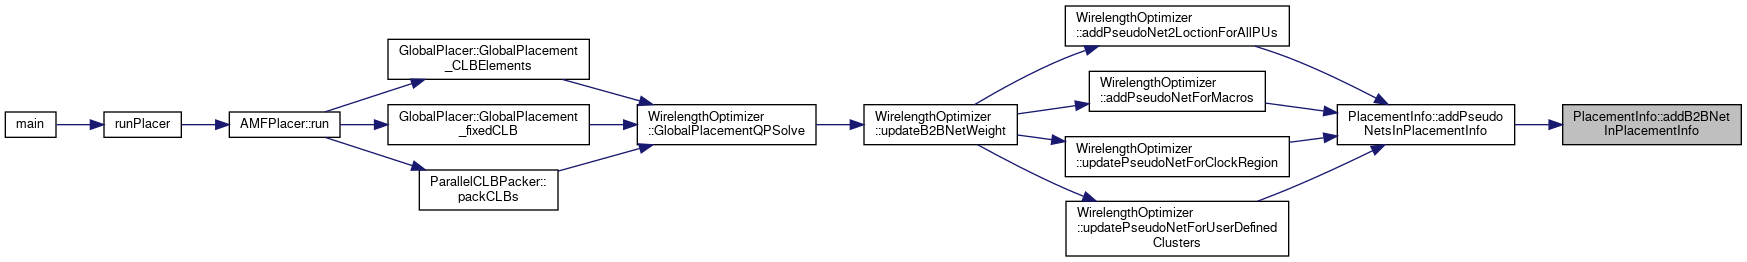 main
runPlacer
AMFPlacer::run
GlobalPlacer::GlobalPlacement
_CLBElements
GlobalPlacer::GlobalPlacement
_fixedCLB
ParallelCLBPacker::
packCLBs
WirelengthOptimizer
::GlobalPlacementQPSolve
WirelengthOptimizer
::updateB2BNetWeight
WirelengthOptimizer
::addPseudoNet2LoctionForAllPUs
WirelengthOptimizer
::addPseudoNetForMacros
WirelengthOptimizer
::updatePseudoNetForClockRegion
WirelengthOptimizer
::updatePseudoNetForUserDefined
Clusters
PlacementInfo::addPseudo
NetsInPlacementInfo
PlacementInfo::addB2BNet
InPlacementInfo